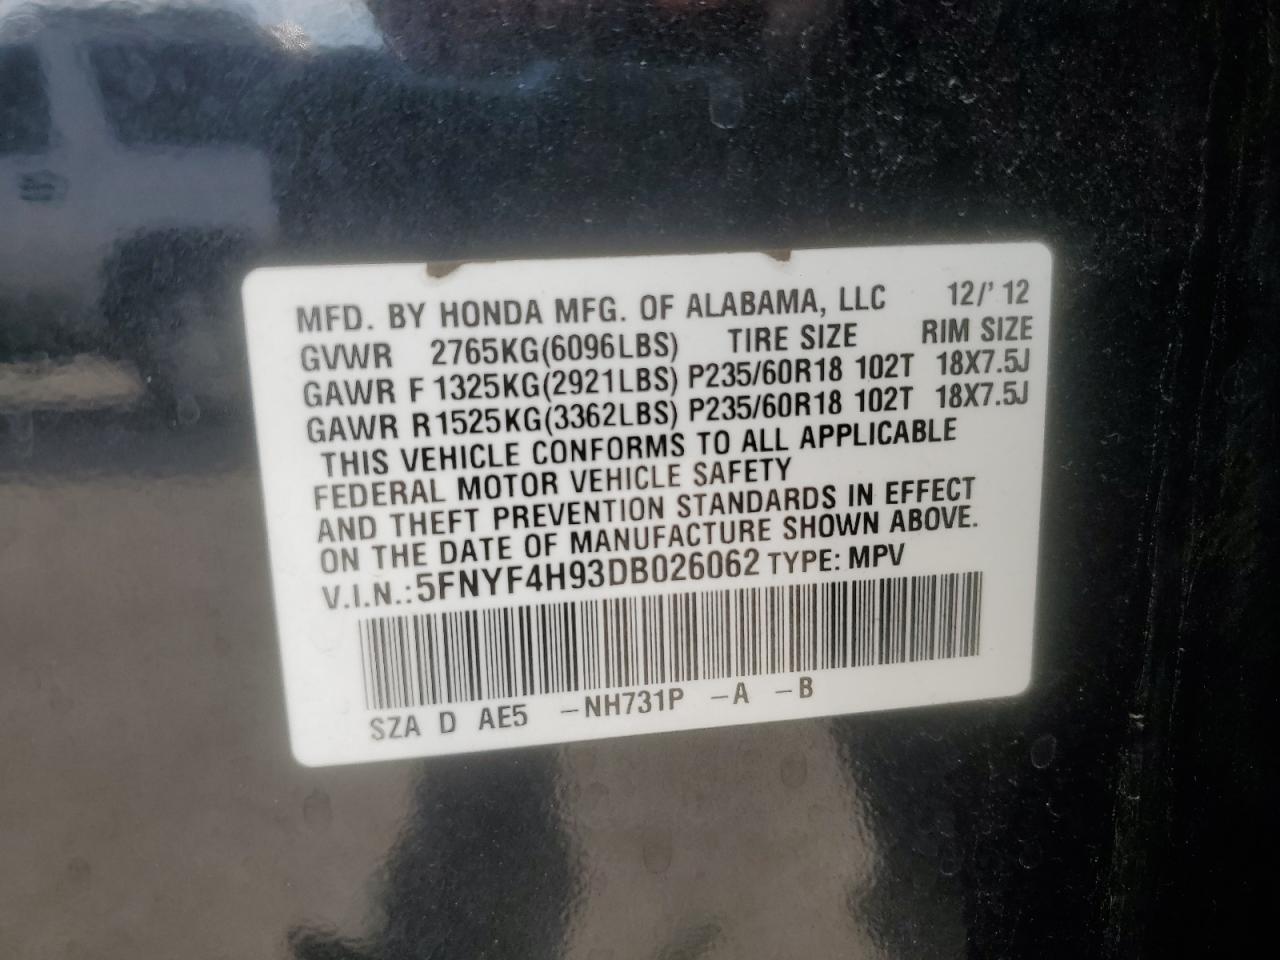 MFD. BY HONDA MFG. OF ALABAMA, LLC 12/'12
GVWR 2765KG(6096LBS) TIRE SIZE RIM SIZE
GAWR F 1325KG(2921LBS) P235/60R18 102T 18X7.5J
GAWR R 1525KG(3362LBS) P235/60R18 102T 18X7.5J
THIS VEHICLE CONFORMS TO ALL APPLICABLE
FEDERAL MOTOR VEHICLE SAFETY
AND THEFT PREVENTION STANDARDS IN EFFECT
ON THE DATE OF MANUFACTURE SHOWN ABOVE.
V.I.N.:5FNYF4H93DB026062 TYPE: MPV
SZA D AE5 -NH731P -A -B